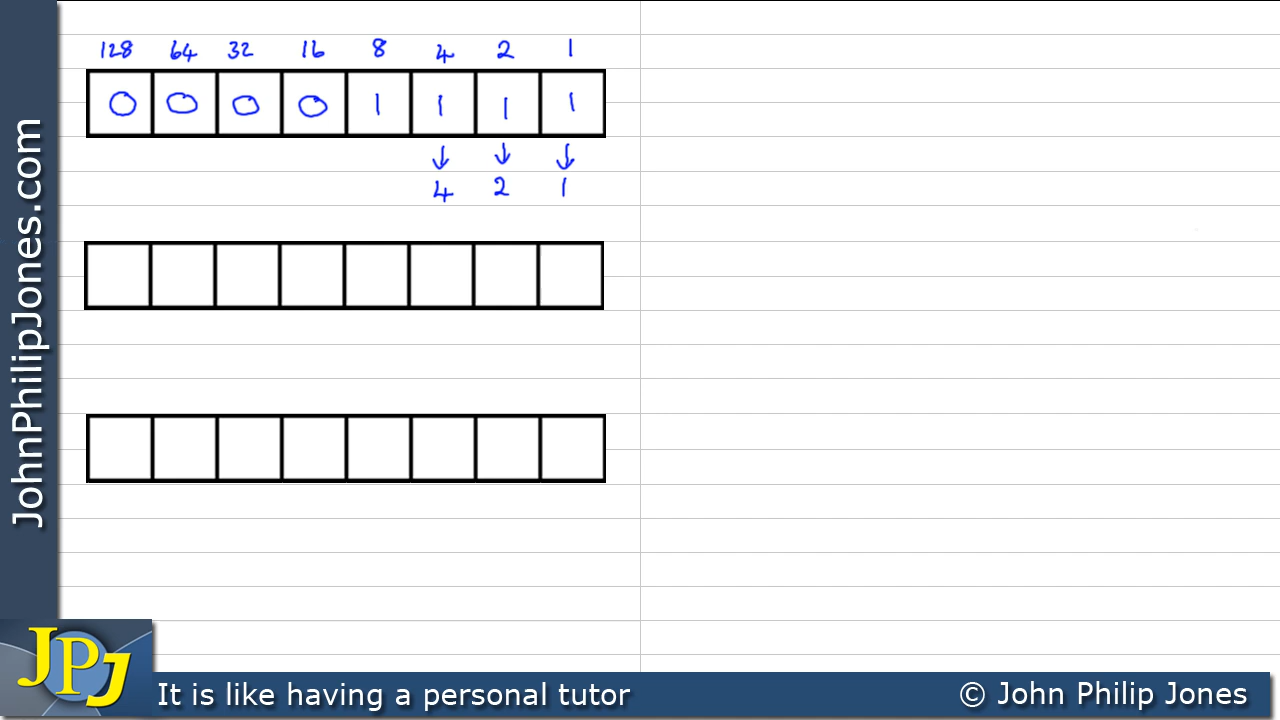 128 64 32 16 8 4 2 1
0 0 0 0 1 1 1 1
↓ ↓ ↓
4 2 1
JohnPhilipJones.com
JPJ
It is like having a personal tutor
© John Philip Jones